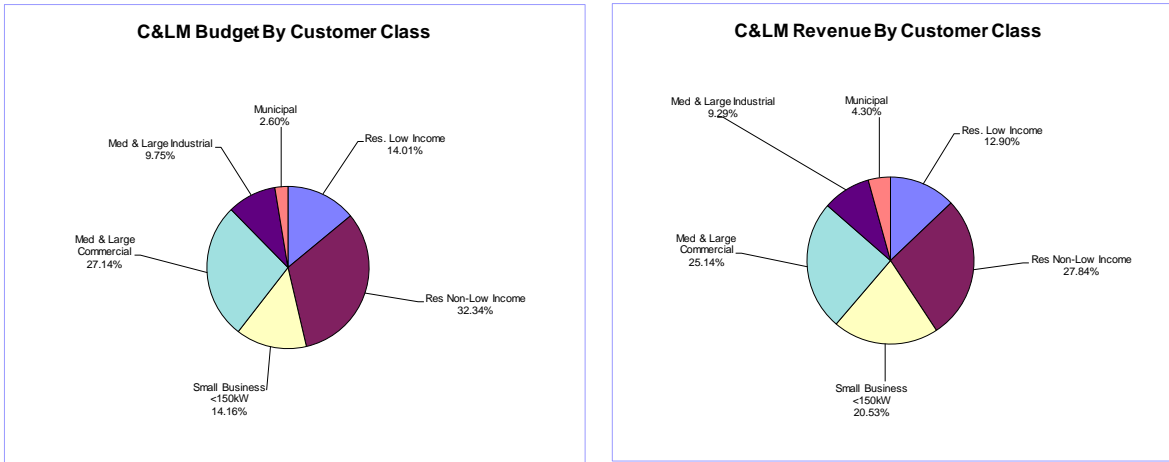 C&LM Budget By Customer Class
Municipal
2.60%
Res. Low Income
14.01%
Med & Large Industrial
9.75%
Med & Large
Commercial
27.14%
Res Non-Low Income
32.34%
Small Business
<150kW
14.16%
C&LM Revenue By Customer Class
Med & Large Industrial
9.29%
Municipal
4.30%
Res. Low Income
12.90%
Med & Large
Commercial
25.14%
Res Non-Low Income
27.84%
Small Business
<150kW
20.53%